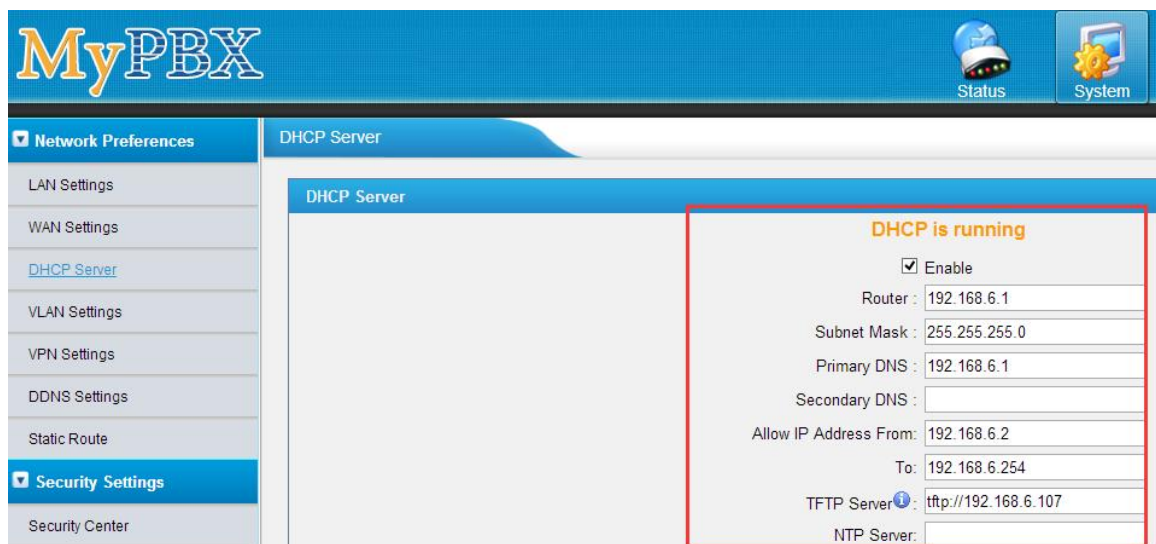 MyPBX
Status
System
Network Preferences
LAN Settings
WAN Settings
DHCP Server
VLAN Settings
VPN Settings
DDNS Settings
Static Route
Security Settings
Security Center
DHCP Server
DHCP Server
DHCP is running
Enable
Router : 192.168.6.1
Subnet Mask : 255.255.255.0
Primary DNS : 192.168.6.1
Secondary DNS :
Allow IP Address From: 192.168.6.2
To: 192.168.6.254
TFTP Server : tftp://192.168.6.107
NTP Server: